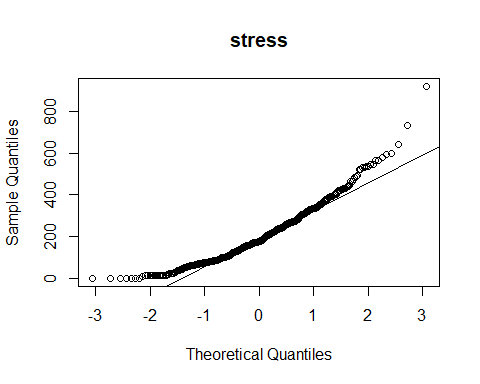 stress
Sample Quantiles
800
600
400
200
0
-3 -2 -1 0 1 2 3
Theoretical Quantiles